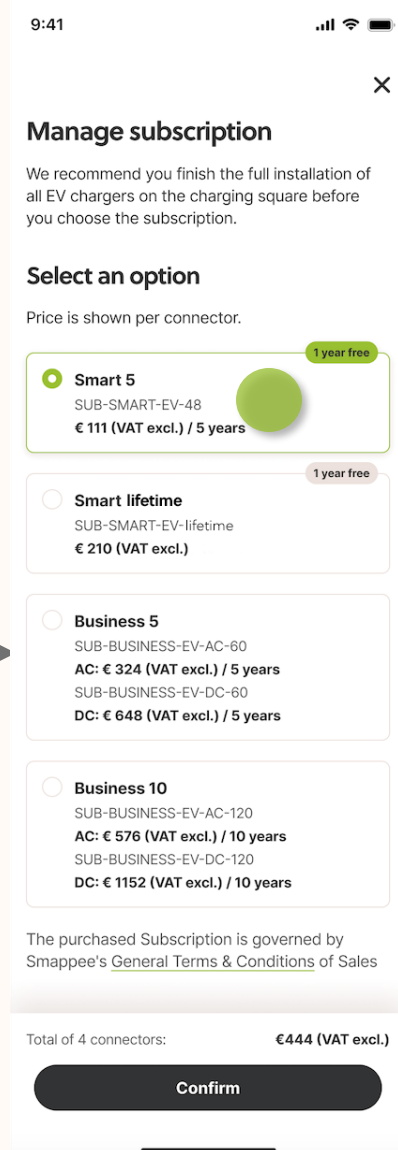 9:41
Manage subscription
We recommend you finish the full installation of
all EV chargers on the charging square before
you choose the subscription.
Select an option
Price is shown per connector.
1 year free
Smart 5
SUB-SMART-EV-48
€ 111 (VAT excl.) / 5 years
1 year free
Smart lifetime
SUB-SMART-EV-lifetime
€ 210 (VAT excl.)
Business 5
SUB-BUSINESS-EV-AC-60
AC: € 324 (VAT excl.) / 5 years
SUB-BUSINESS-EV-DC-60
DC: € 648 (VAT excl.) / 5 years
Business 10
SUB-BUSINESS-EV-AC-120
AC: € 576 (VAT excl.) / 10 years
SUB-BUSINESS-EV-DC-120
DC: € 1152 (VAT excl.) / 10 years
The purchased Subscription is governed by
Smappee's General Terms & Conditions of Sales
Total of 4 connectors: €444 (VAT excl.)
Confirm